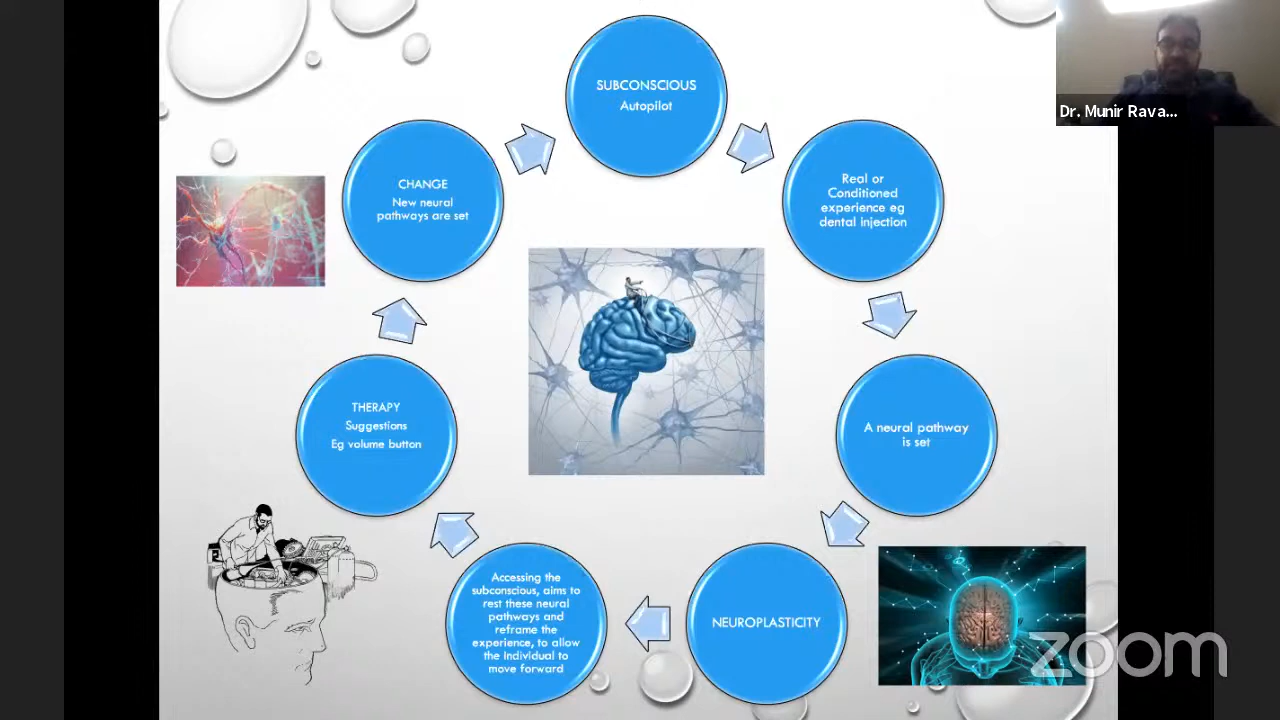 SUBCONSCIOUS
Autopilot
Real or
Conditioned
experience eg
dental injection
A neural pathway
is set
NEUROPLASTICITY
Accessing the
subconscious, aims to
rest these neural
pathways and
reframe the
experience, to allow
the Individual to
move forward
THERAPY
Suggestions
Eg volume button
CHANGE
New neural
pathways are set
Dr. Munir Rava...
zoom